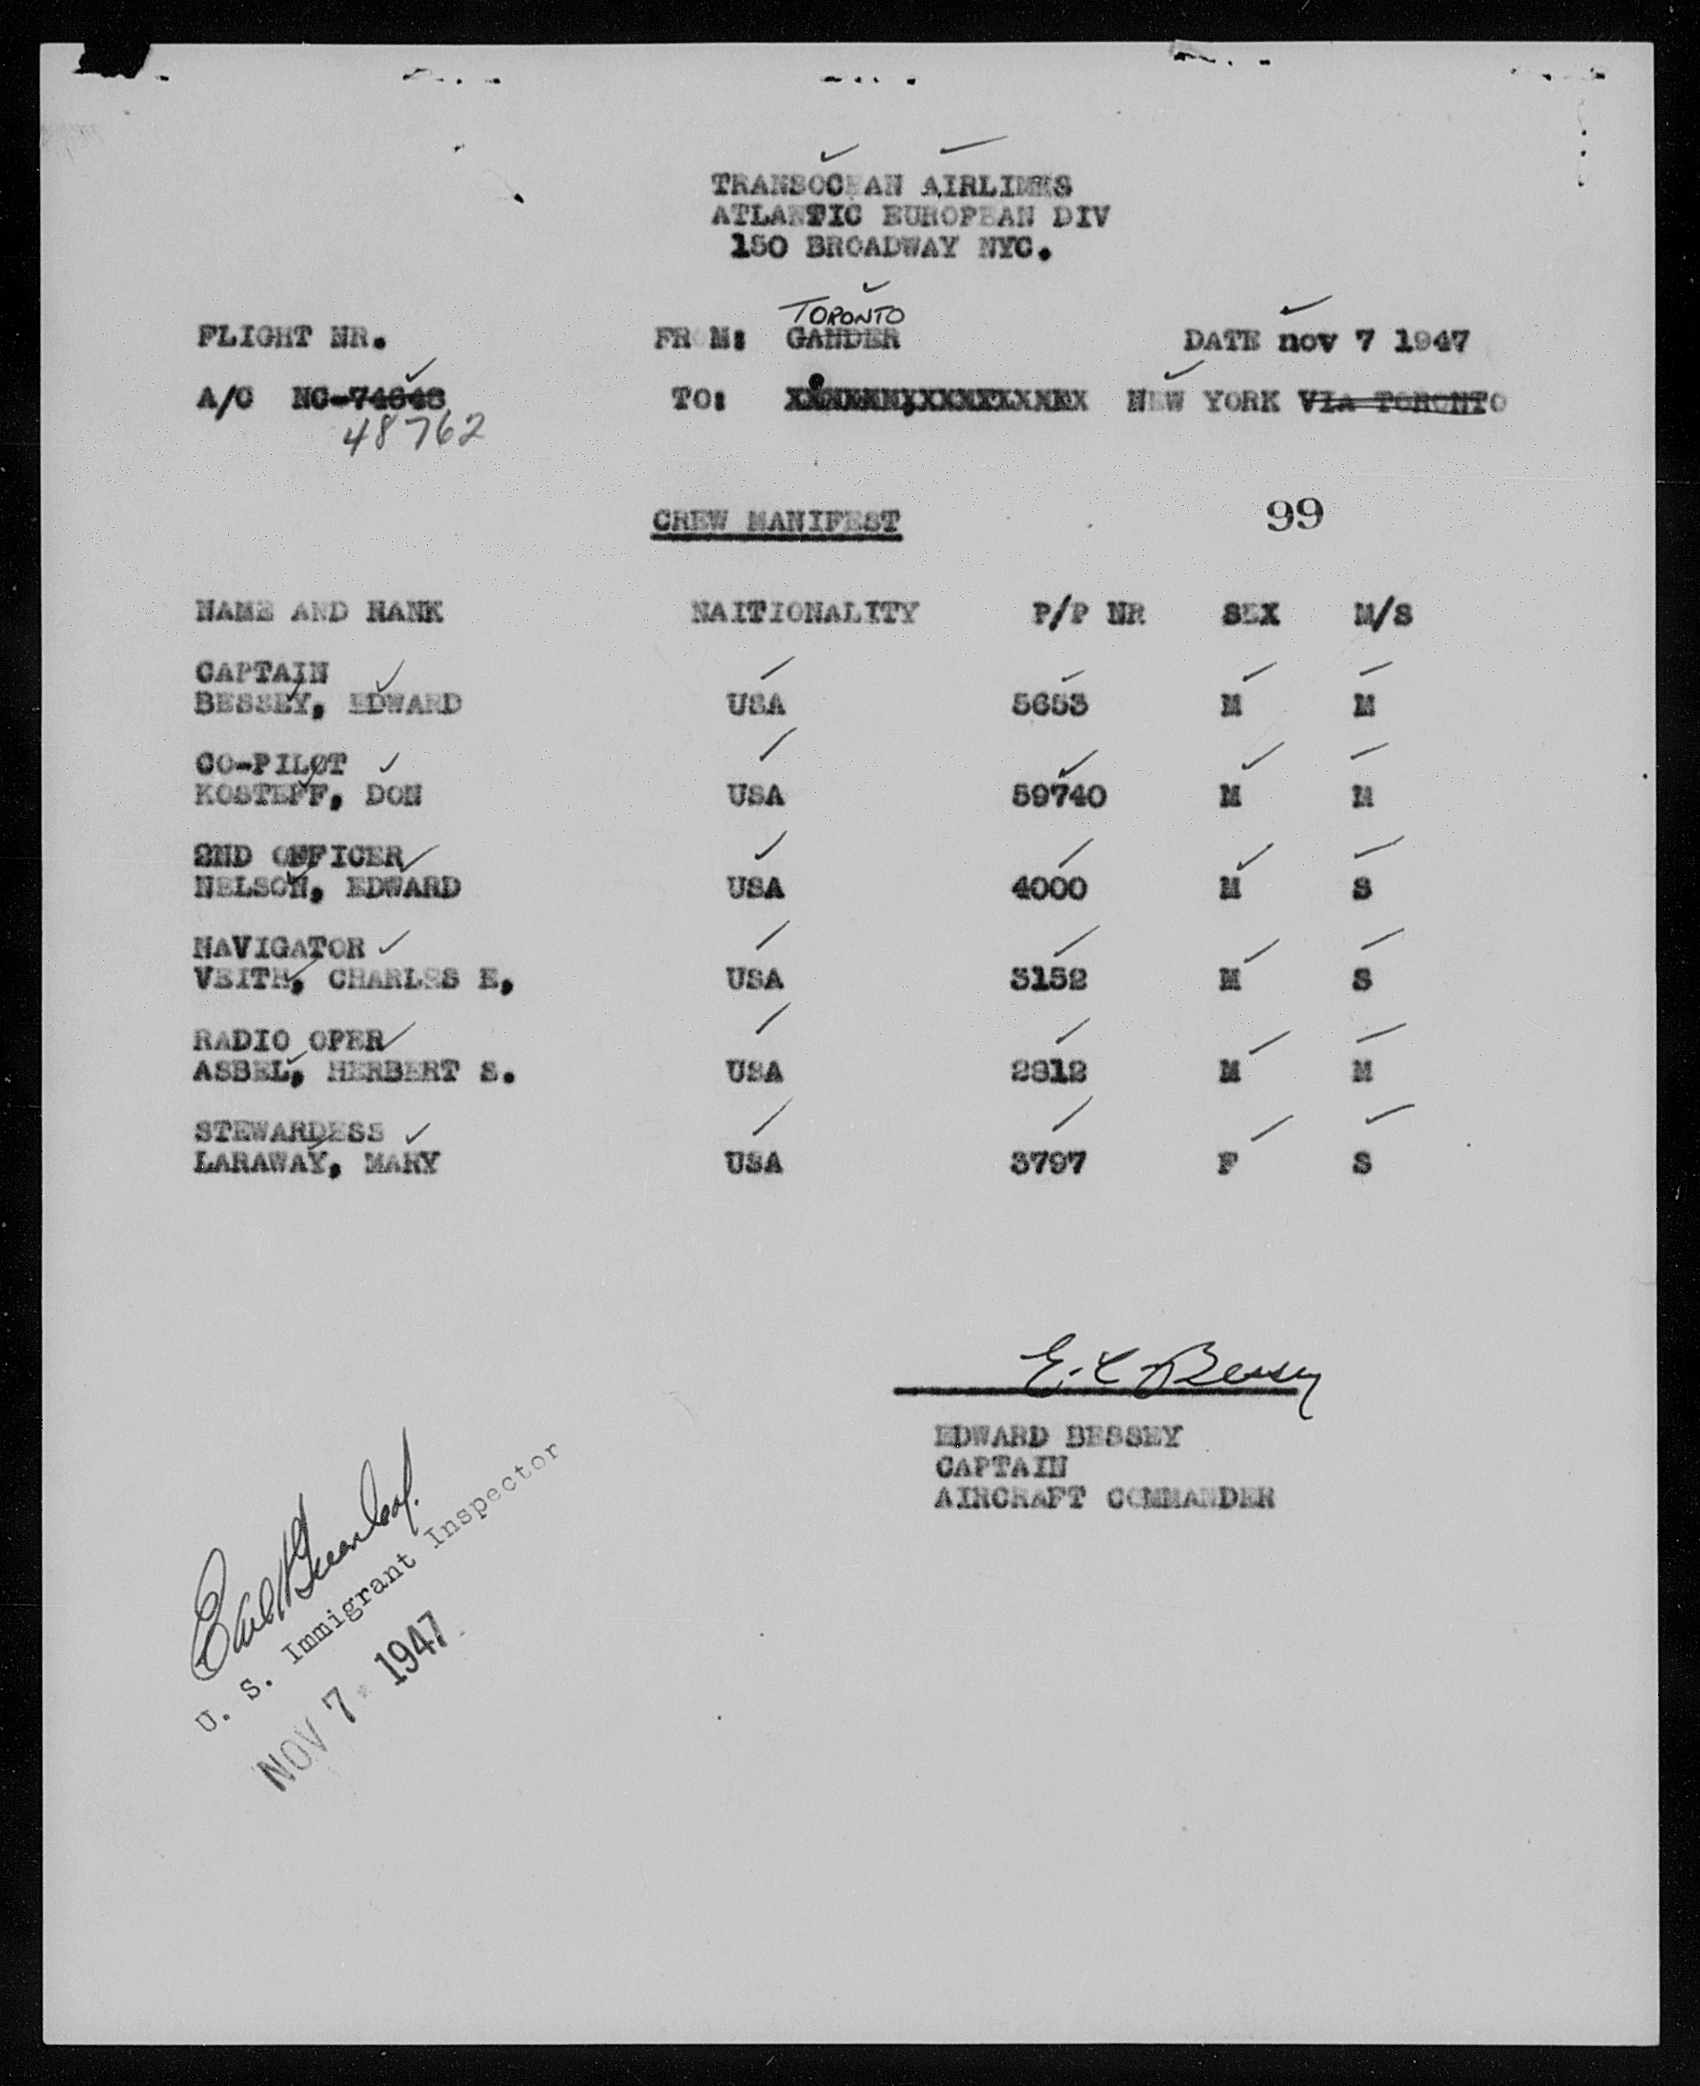 TRANSOCEAN AIRLINES
ATLANTIC EUROPEAN DIV
150 BROADWAY NYC.
TORONTO
FLIGHT NR. FROM: GANDER DATE nov 7 1947
A/C NC-74648 TO: NEW YORK VIA TORONTO
48762
CREW MANIFEST 99
NAME AND RANK NAITIONALITY P/P NR SEX M/S
CAPTAIN
BESSEY, EDWARD USA 5653 M M
CO-PILOT
KOSTEFF, DON USA 59740 M M
2ND OFFICER
NELSON, EDWARD USA 4000 M S
NAVIGATOR
VEITH, CHARLES E, USA 3152 M S
RADIO OPER
ASBEL, HERBERT S. USA 2812 M M
STEWARDESS
LARAWAY, MARY USA 3797 F S
E. C Bessey
EDWARD BESSEY
CAPTAIN
AIRCRAFT COMMANDER
U. S. Immigrant Inspector
NOV 7 1947